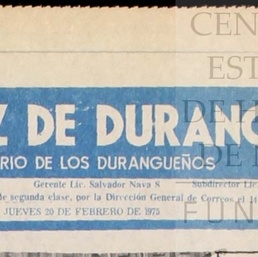 Z DE DURANG
RIO DE LOS DURANGUEÑOS
Gerente Lic. Salvador Nava S Subdirector Lic.
de segunda clase, por la Dirección General de Correos el
JUEVES 20 DE FEBRERO DE 1975
CEN
EST
DE H
DE
FUN